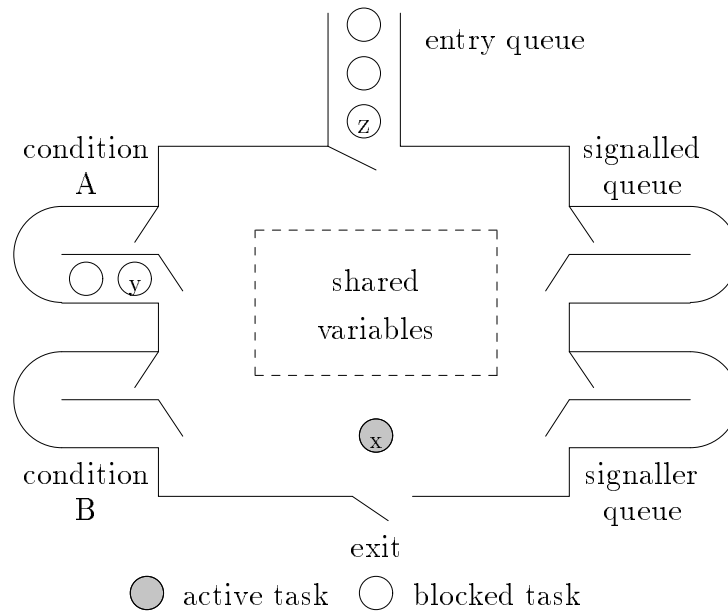 entry queue
z
condition
A
signalled
queue
y
shared
variables
x
condition
B
signaller
queue
exit
active task
blocked task